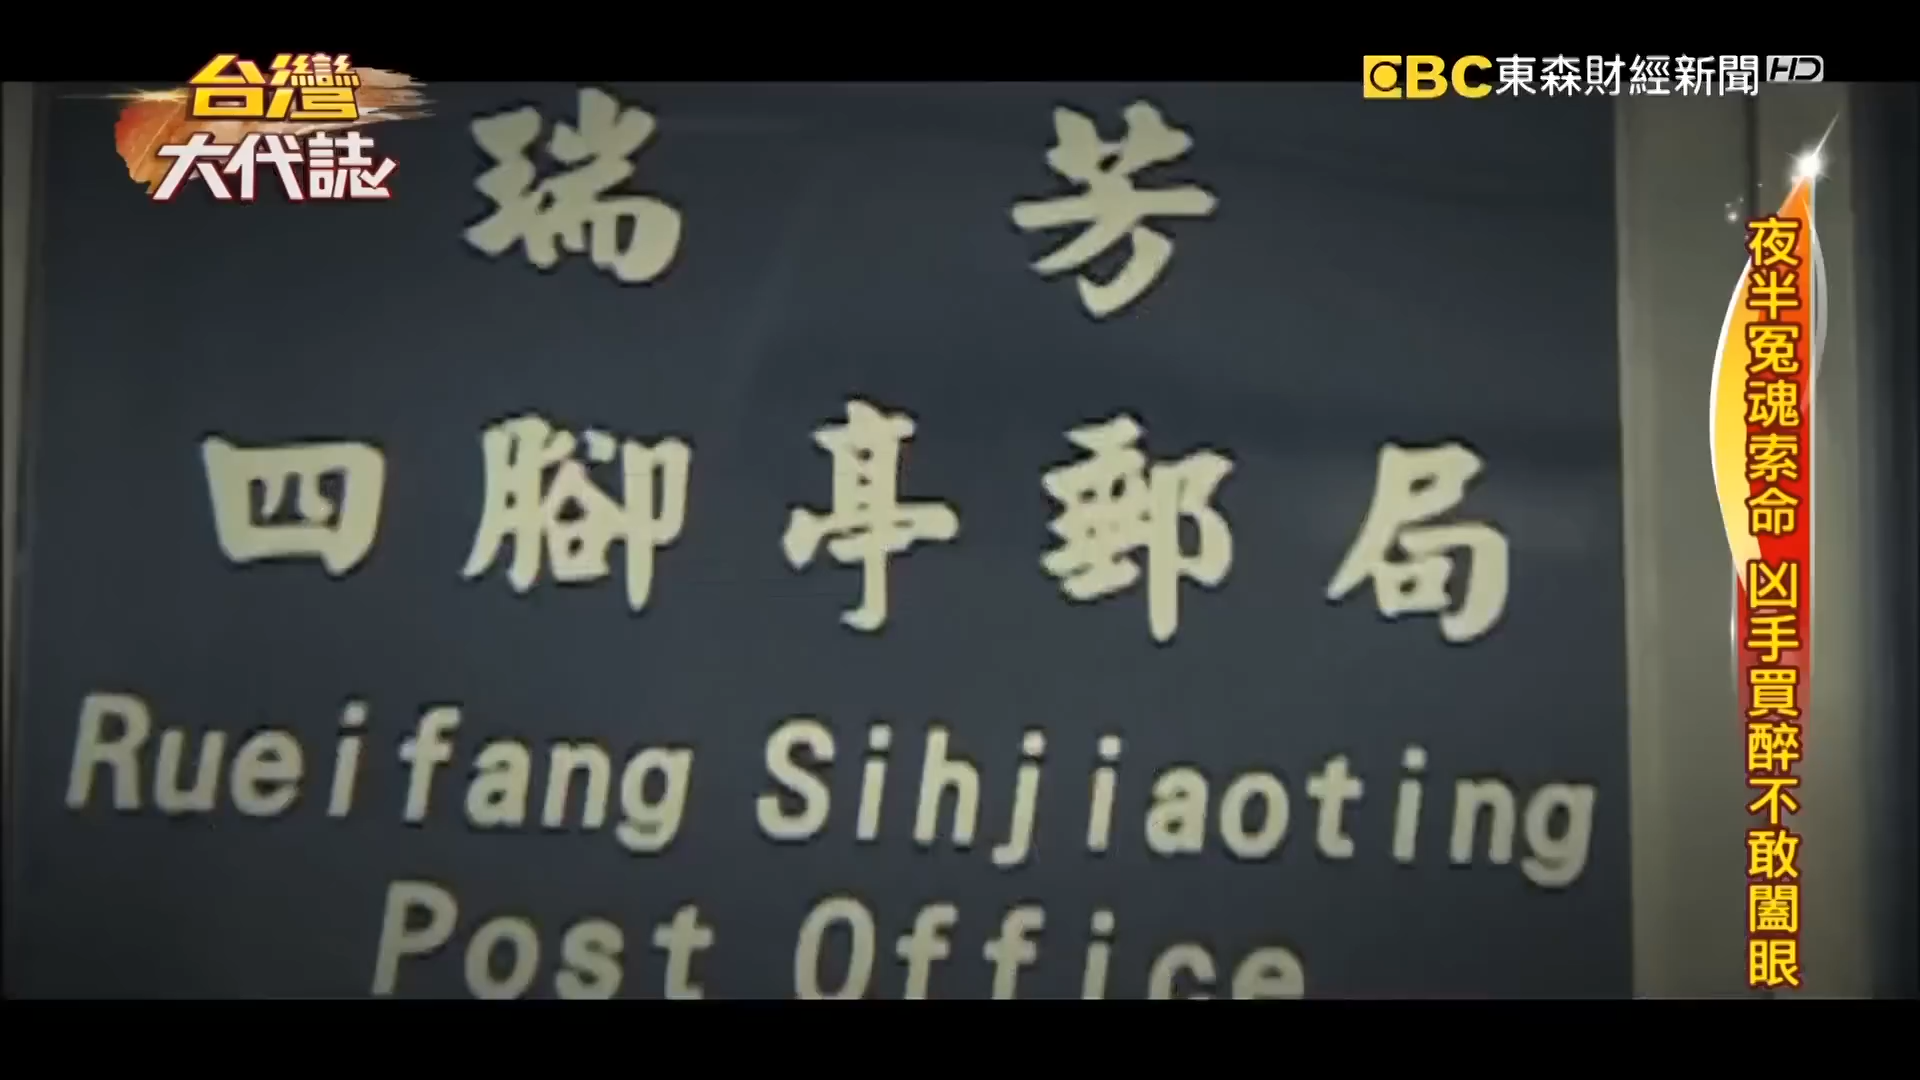 台灣
大代誌
EBC東森財經新聞HD
瑞芳
四腳亭郵局
Rueifang Sihjiaoting
Post Office
夜半冤魂索命 凶手買醉不敢闔眼